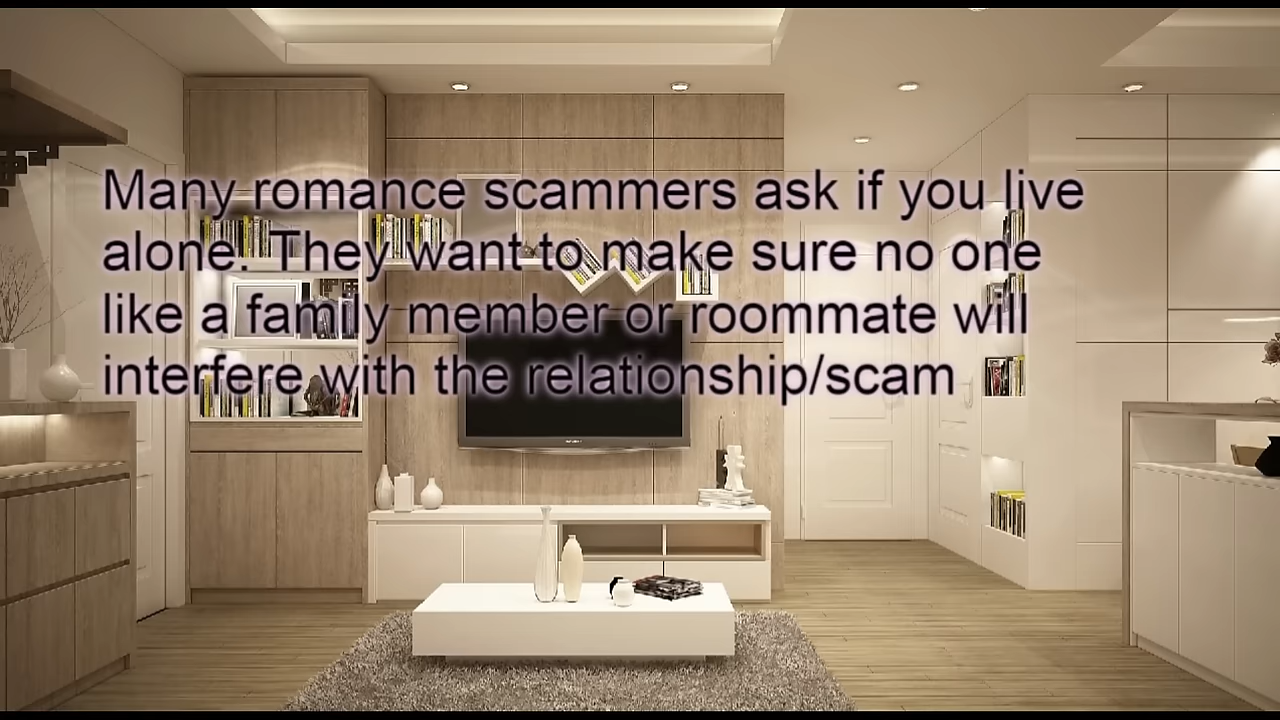 Many romance scammers ask if you live
alone. They want to make sure no one
like a family member or roommate will
interfere with the relationship/scam